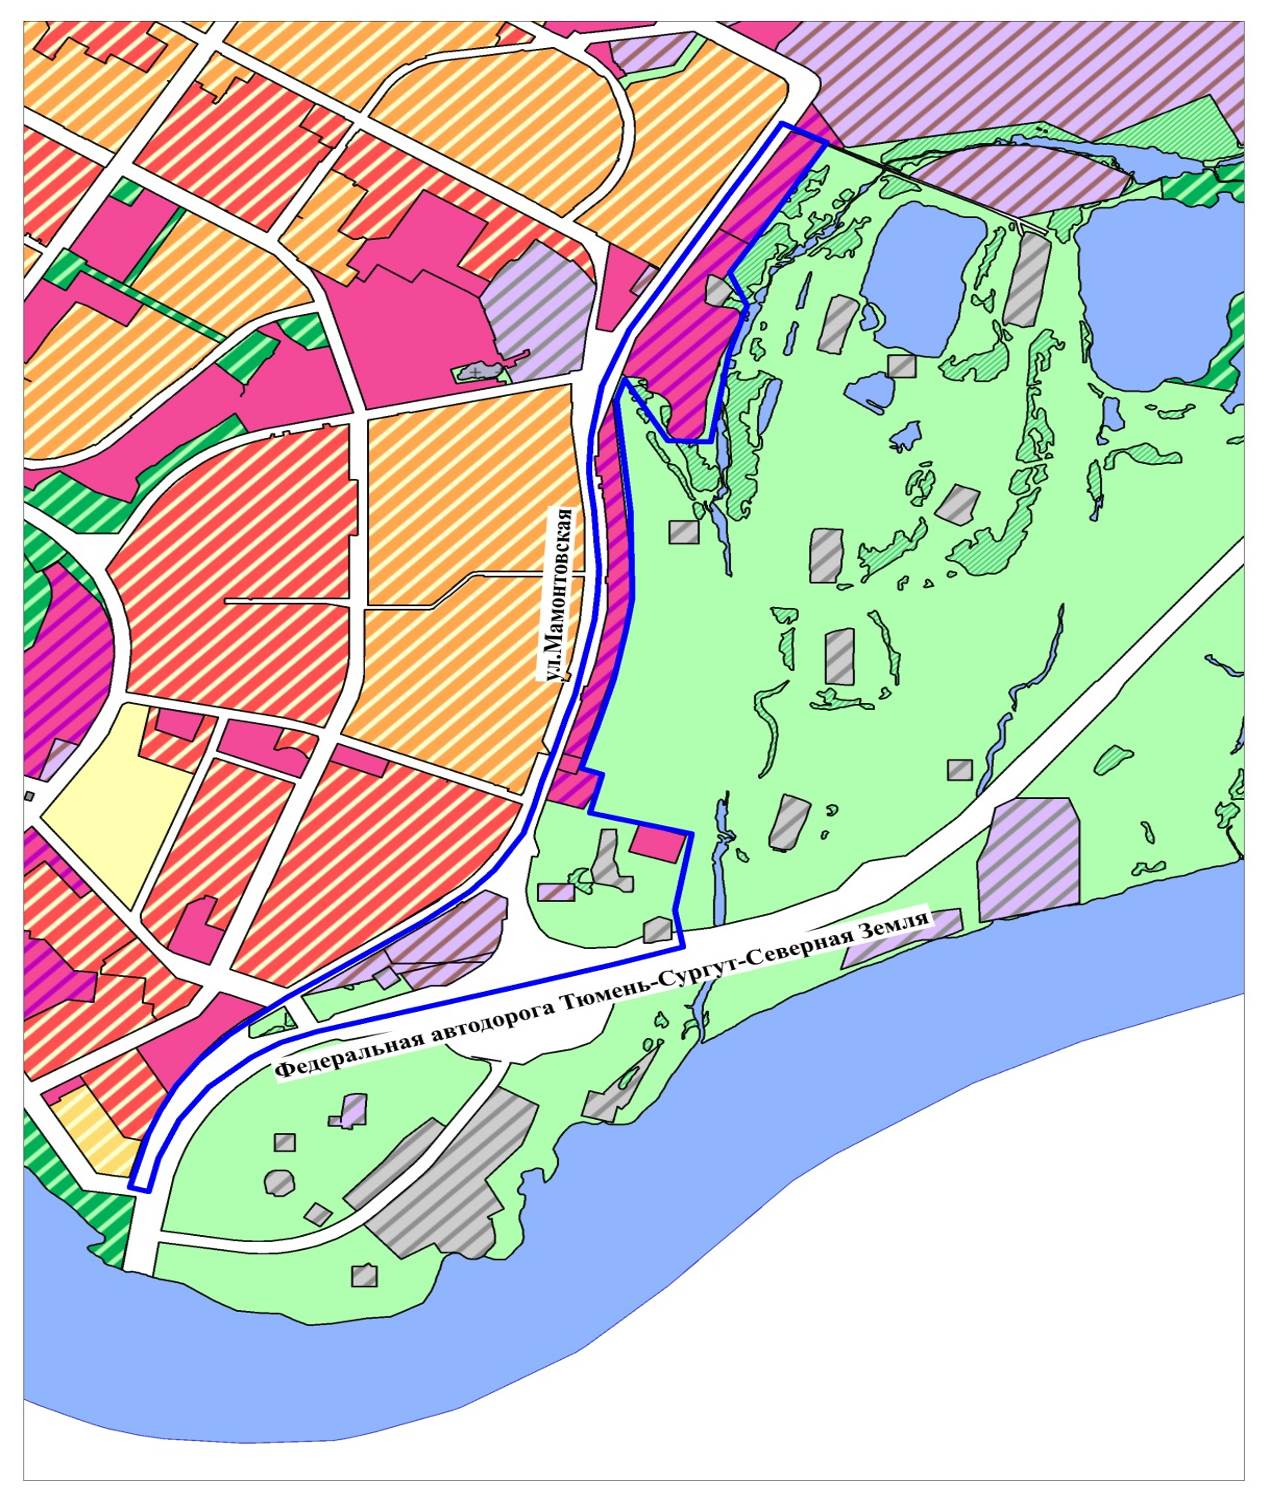 ул.Мамонтовская
Федеральная автодорога Тюмень-Сургут-Северная Земля